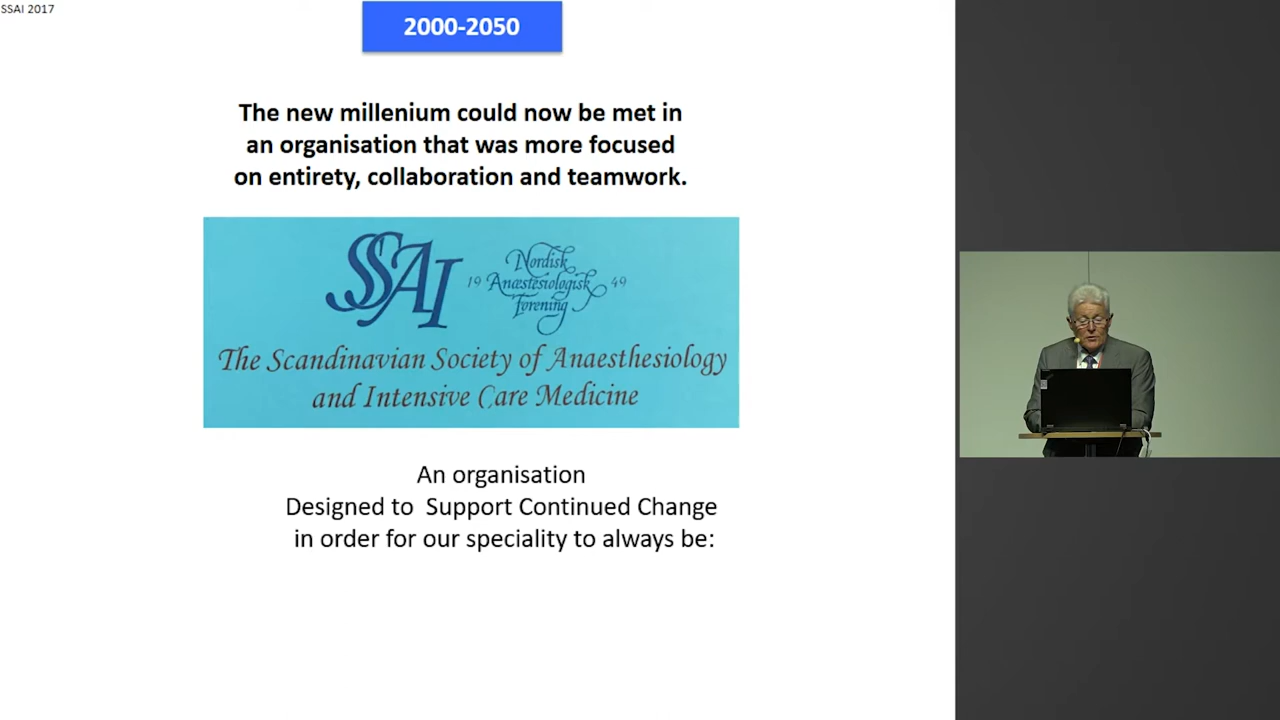 SSAI 2017
2000-2050
The new millenium could now be met in
an organisation that was more focused
on entirety, collaboration and teamwork.
SSAI
Nordisk
19 Anæstesiologisk 49
Forening
The Scandinavian Society of Anaesthesiology
and Intensive Care Medicine
An organisation
Designed to Support Continued Change
in order for our speciality to always be: